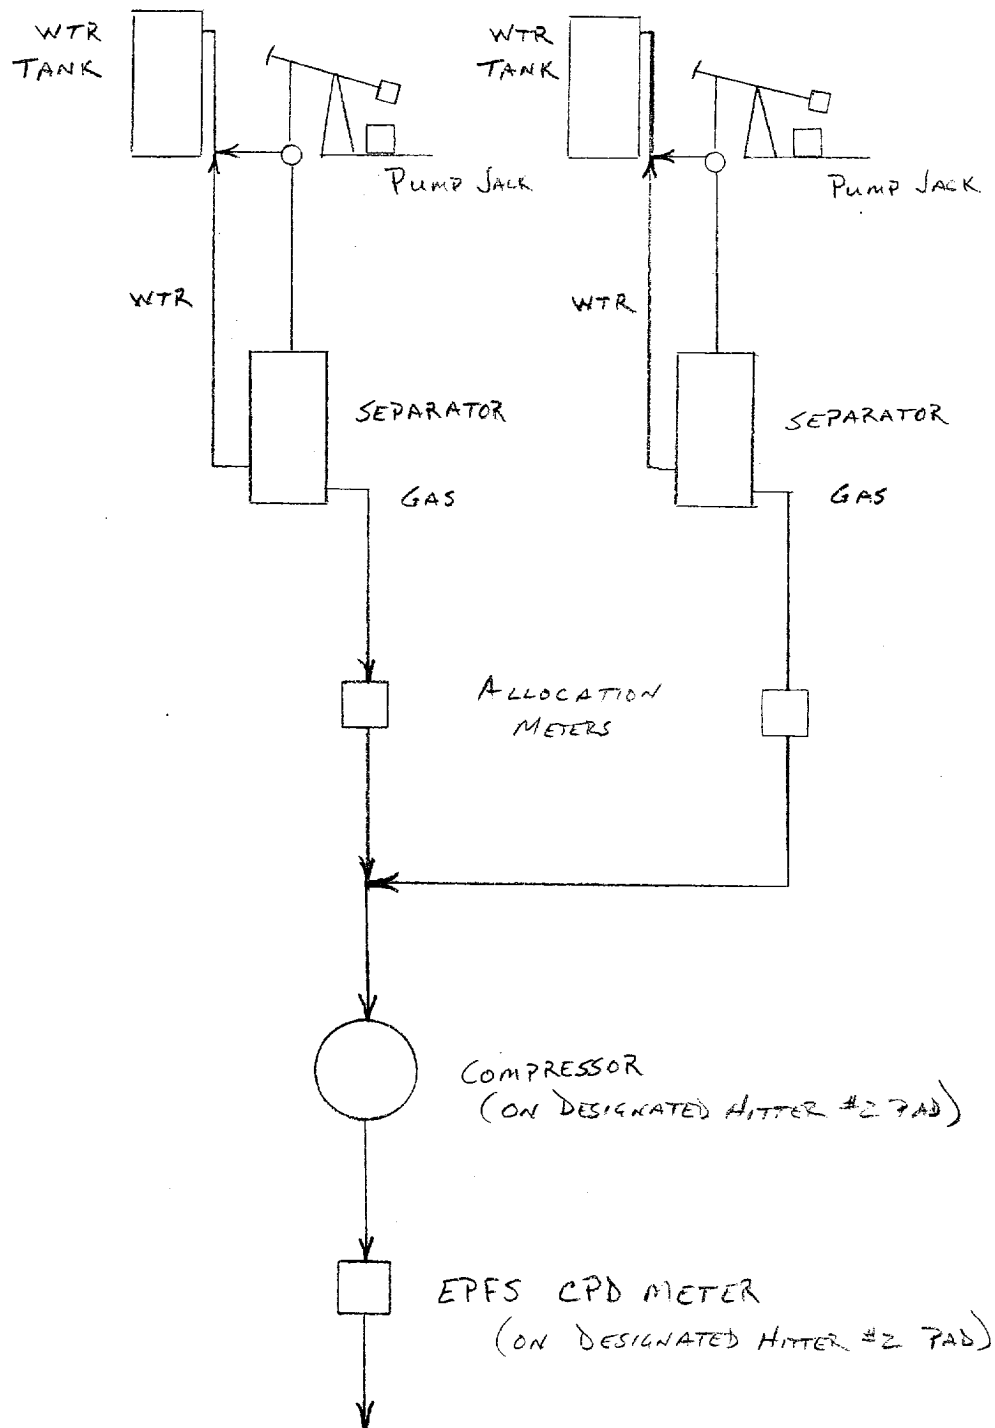 WTR
TANK
WTR
TANK
PUMP JACK
PUMP JACK
WTR
WTR
SEPARATOR
SEPARATOR
GAS
GAS
ALLOCATION
METERS
COMPRESSOR
(ON DESIGNATED HITTER #2 PAD)
EPFS CPD METER
(ON DESIGNATED HITTER #2 PAD)